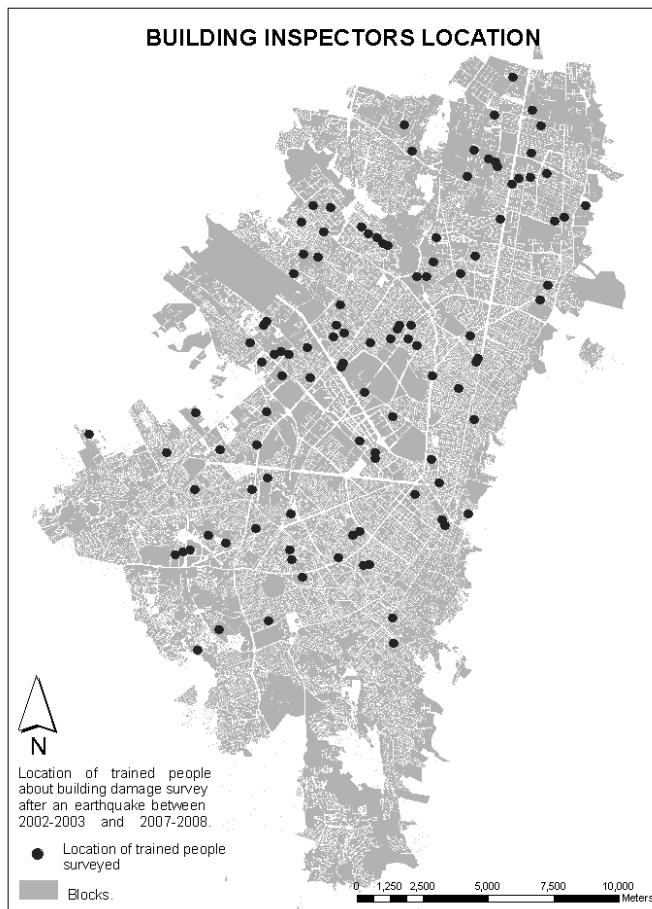 BUILDING INSPECTORS LOCATION
N
Location of trained people
about building damage survey
after an earthquake between
2002-2003 and 2007-2008.
Location of trained people
surveyed
Blocks.
0 1,250 2,500 5,000 7,500 10,000
Meters